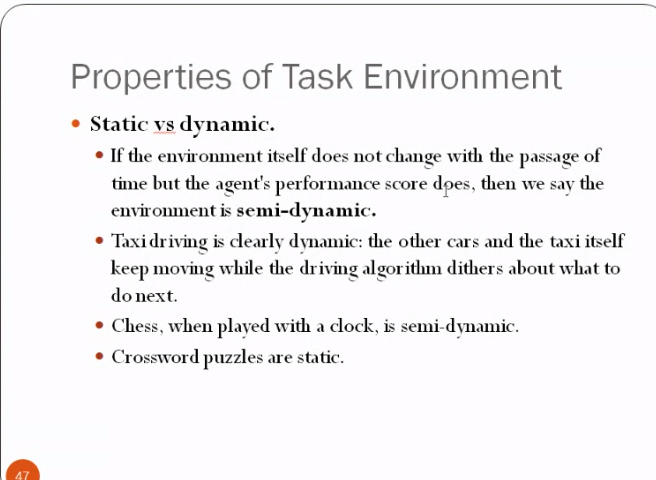 Properties of Task Environment
• Static vs dynamic.
• If the environment itself does not change with the passage of
time but the agent's performance score does, then we say the
environment is semi-dynamic.
• Taxi driving is clearly dynamic: the other cars and the taxi itself
keep moving while the driving algorithm dithers about what to
do next.
• Chess, when played with a clock, is semi-dynamic.
• Crossword puzzles are static.
47